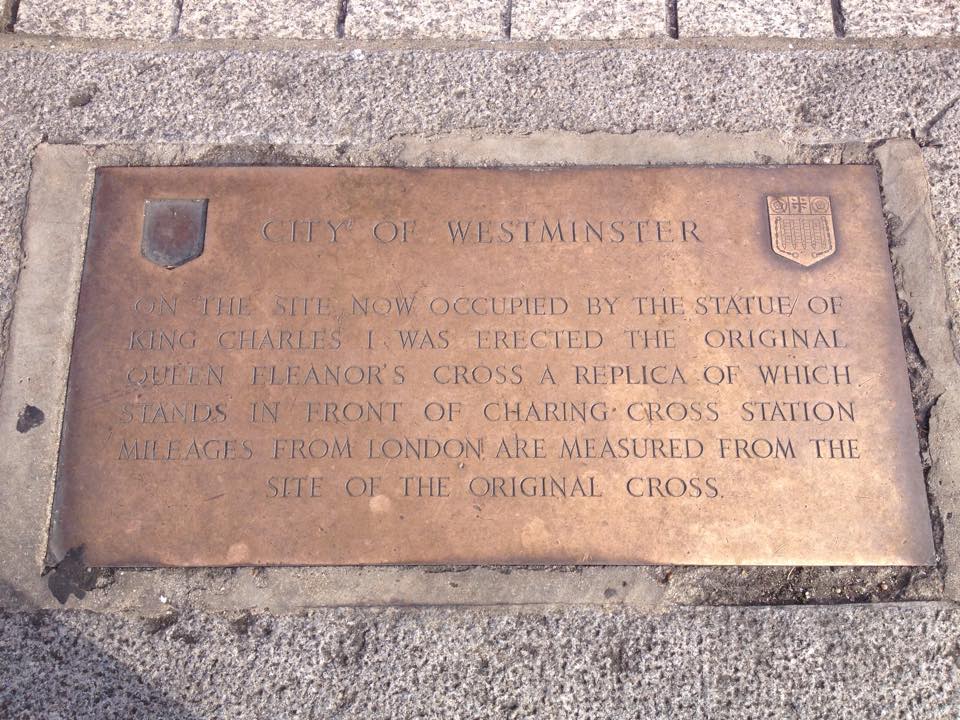 CITY OF WESTMINSTER
ON THE SITE NOW OCCUPIED BY THE STATUE OF
KING CHARLES I WAS ERECTED THE ORIGINAL
QUEEN ELEANOR'S CROSS A REPLICA OF WHICH
STANDS IN FRONT OF CHARING CROSS STATION
MILEAGES FROM LONDON ARE MEASURED FROM THE
SITE OF THE ORIGINAL CROSS.